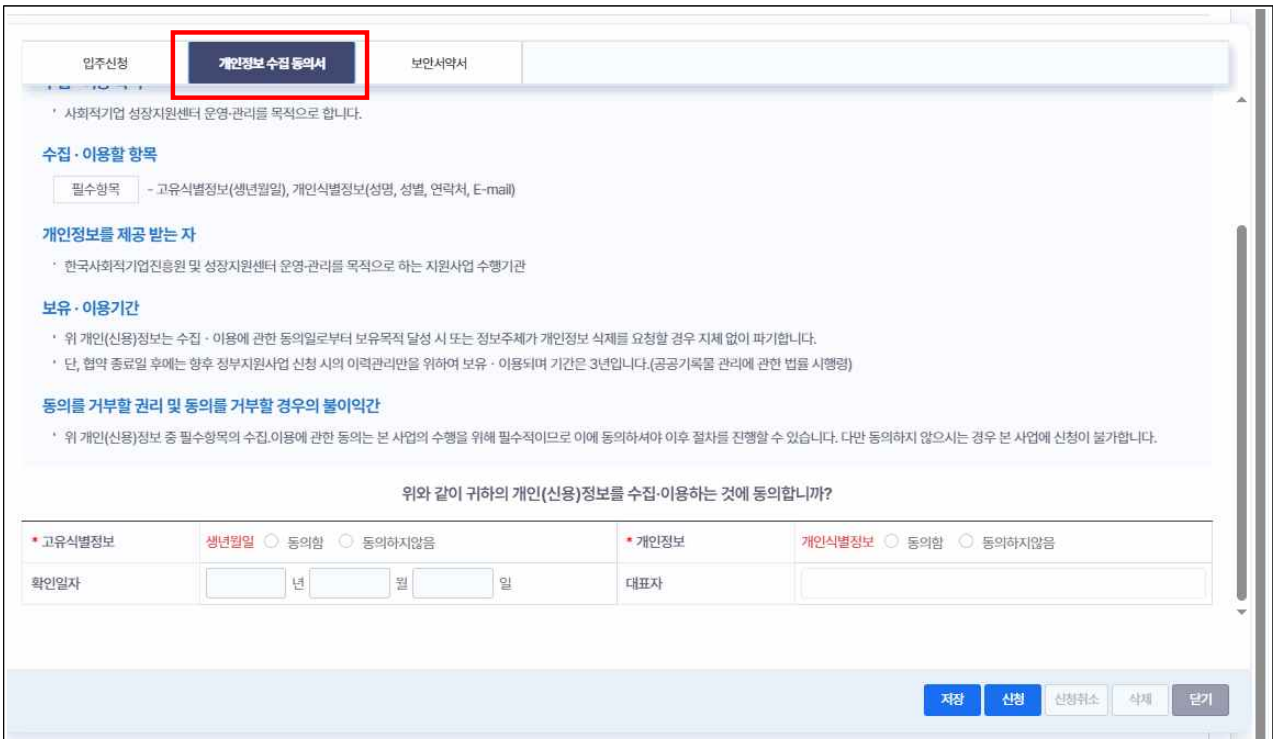 입주신청 개인정보 수집 동의서 보안서약서
' 사회적기업 성장지원센터 운영·관리를 목적으로 합니다.
수집 · 이용할 항목
필수항목 - 고유식별정보(생년월일), 개인식별정보(성명, 성별, 연락처, E-mail)
개인정보를 제공 받는 자
' 한국사회적기업진흥원 및 성장지원센터 운영·관리를 목적으로 하는 지원사업 수행기관
보유 · 이용기간
' 위 개인(신용)정보는 수집 · 이용에 관한 동의일로부터 보유목적 달성 시 또는 정보주체가 개인정보 삭제를 요청할 경우 지체 없이 파기합니다.
' 단, 협약 종료일 후에는 향후 정부지원사업 신청 시의 이력관리만을 위하여 보유 · 이용되며 기간은 3년입니다.(공공기록물 관리에 관한 법률 시행령)
동의를 거부할 권리 및 동의를 거부할 경우의 불이익간
' 위 개인(신용)정보 중 필수항목의 수집.이용에 관한 동의는 본 사업의 수행을 위해 필수적이므로 이에 동의하셔야 이후 절차를 진행할 수 있습니다. 다만 동의하지 않으시는 경우 본 사업에 신청이 불가합니다.
위와 같이 귀하의 개인(신용)정보를 수집·이용하는 것에 동의합니까?
* 고유식별정보 생년월일 동의함 동의하지않음 * 개인정보 개인식별정보 동의함 동의하지않음
확인일자 년 월 일 대표자
저장 신청 신청취소 삭제 닫기